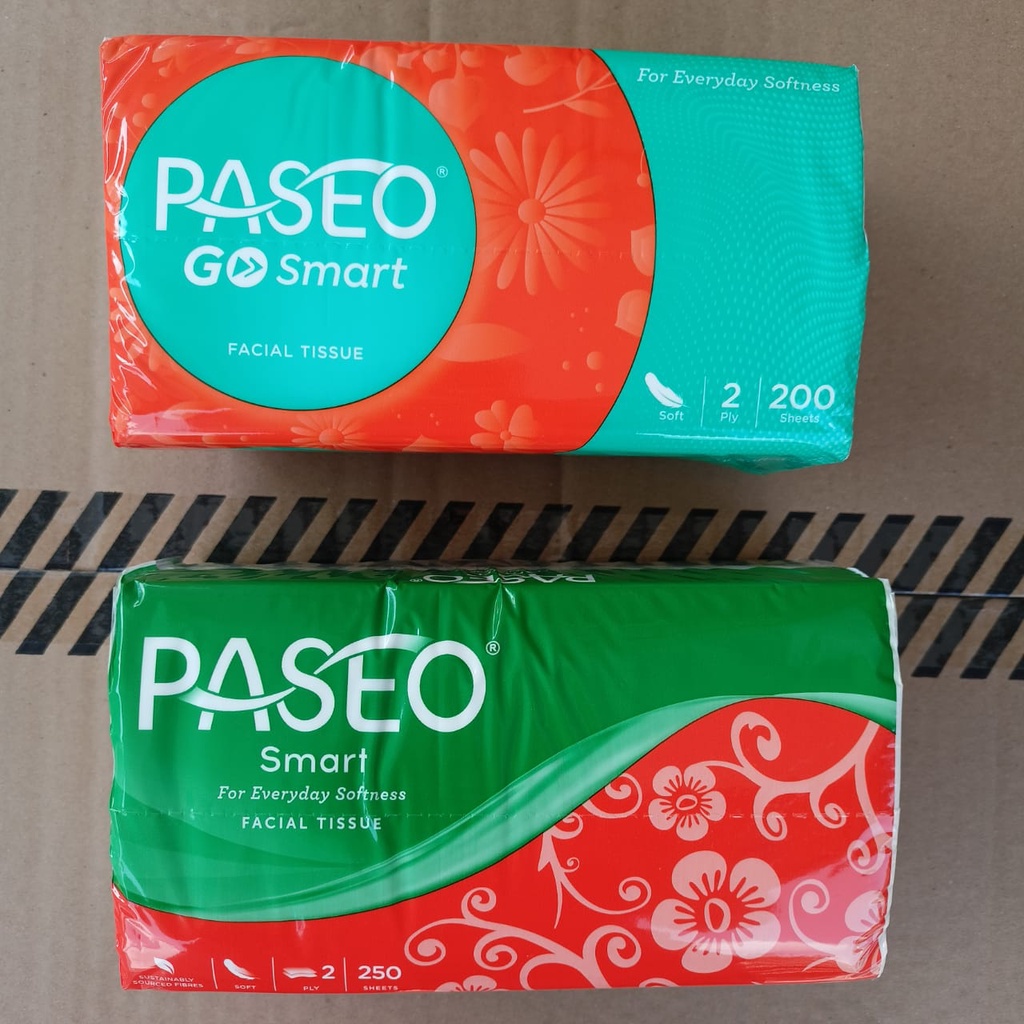 For Everyday Softness
PASEO®
GO Smart
FACIAL TISSUE
Soft
2
Ply
200
Sheets
PASEO®
PASEO®
Smart
For Everyday Softness
FACIAL TISSUE
SUSTAINABLY
SOURCED FIBRES
SOFT
2
PLY
250
SHEETS